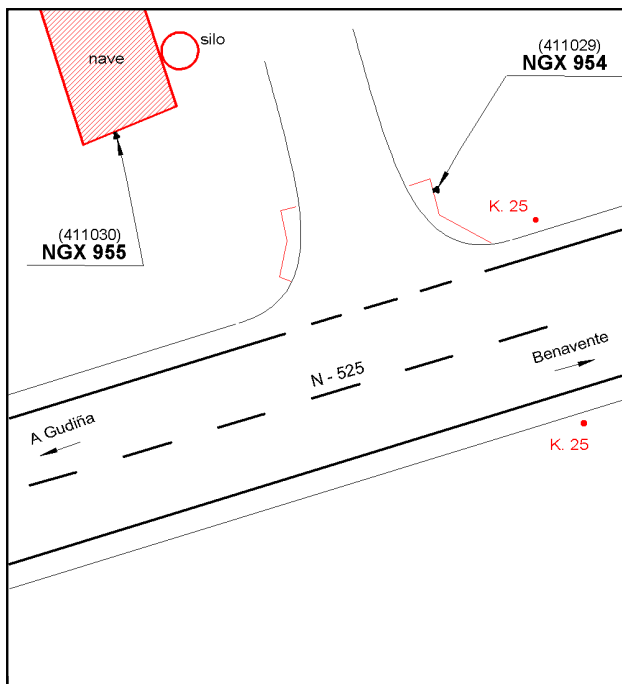 silo
nave
(411029)
NGX 954
K. 25
(411030)
NGX 955
Benavente
N - 525
A Gudiña
K. 25